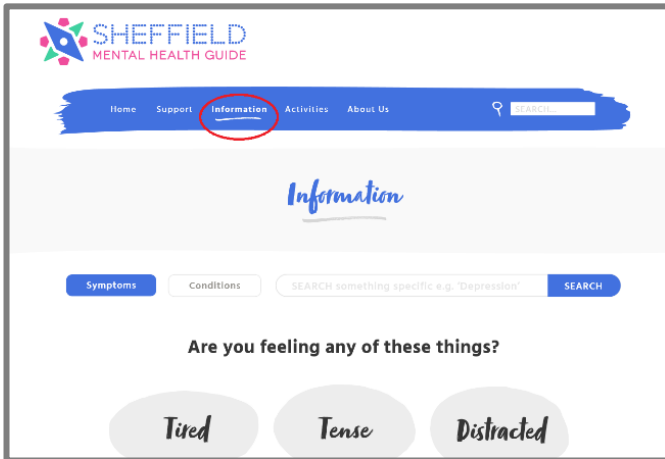 SHEFFIELD
MENTAL HEALTH GUIDE
Home Support Information Activities About Us SEARCH...
Information
Symptoms Conditions SEARCH something specific e.g. 'Depression' SEARCH
Are you feeling any of these things?
Tired Tense Distracted